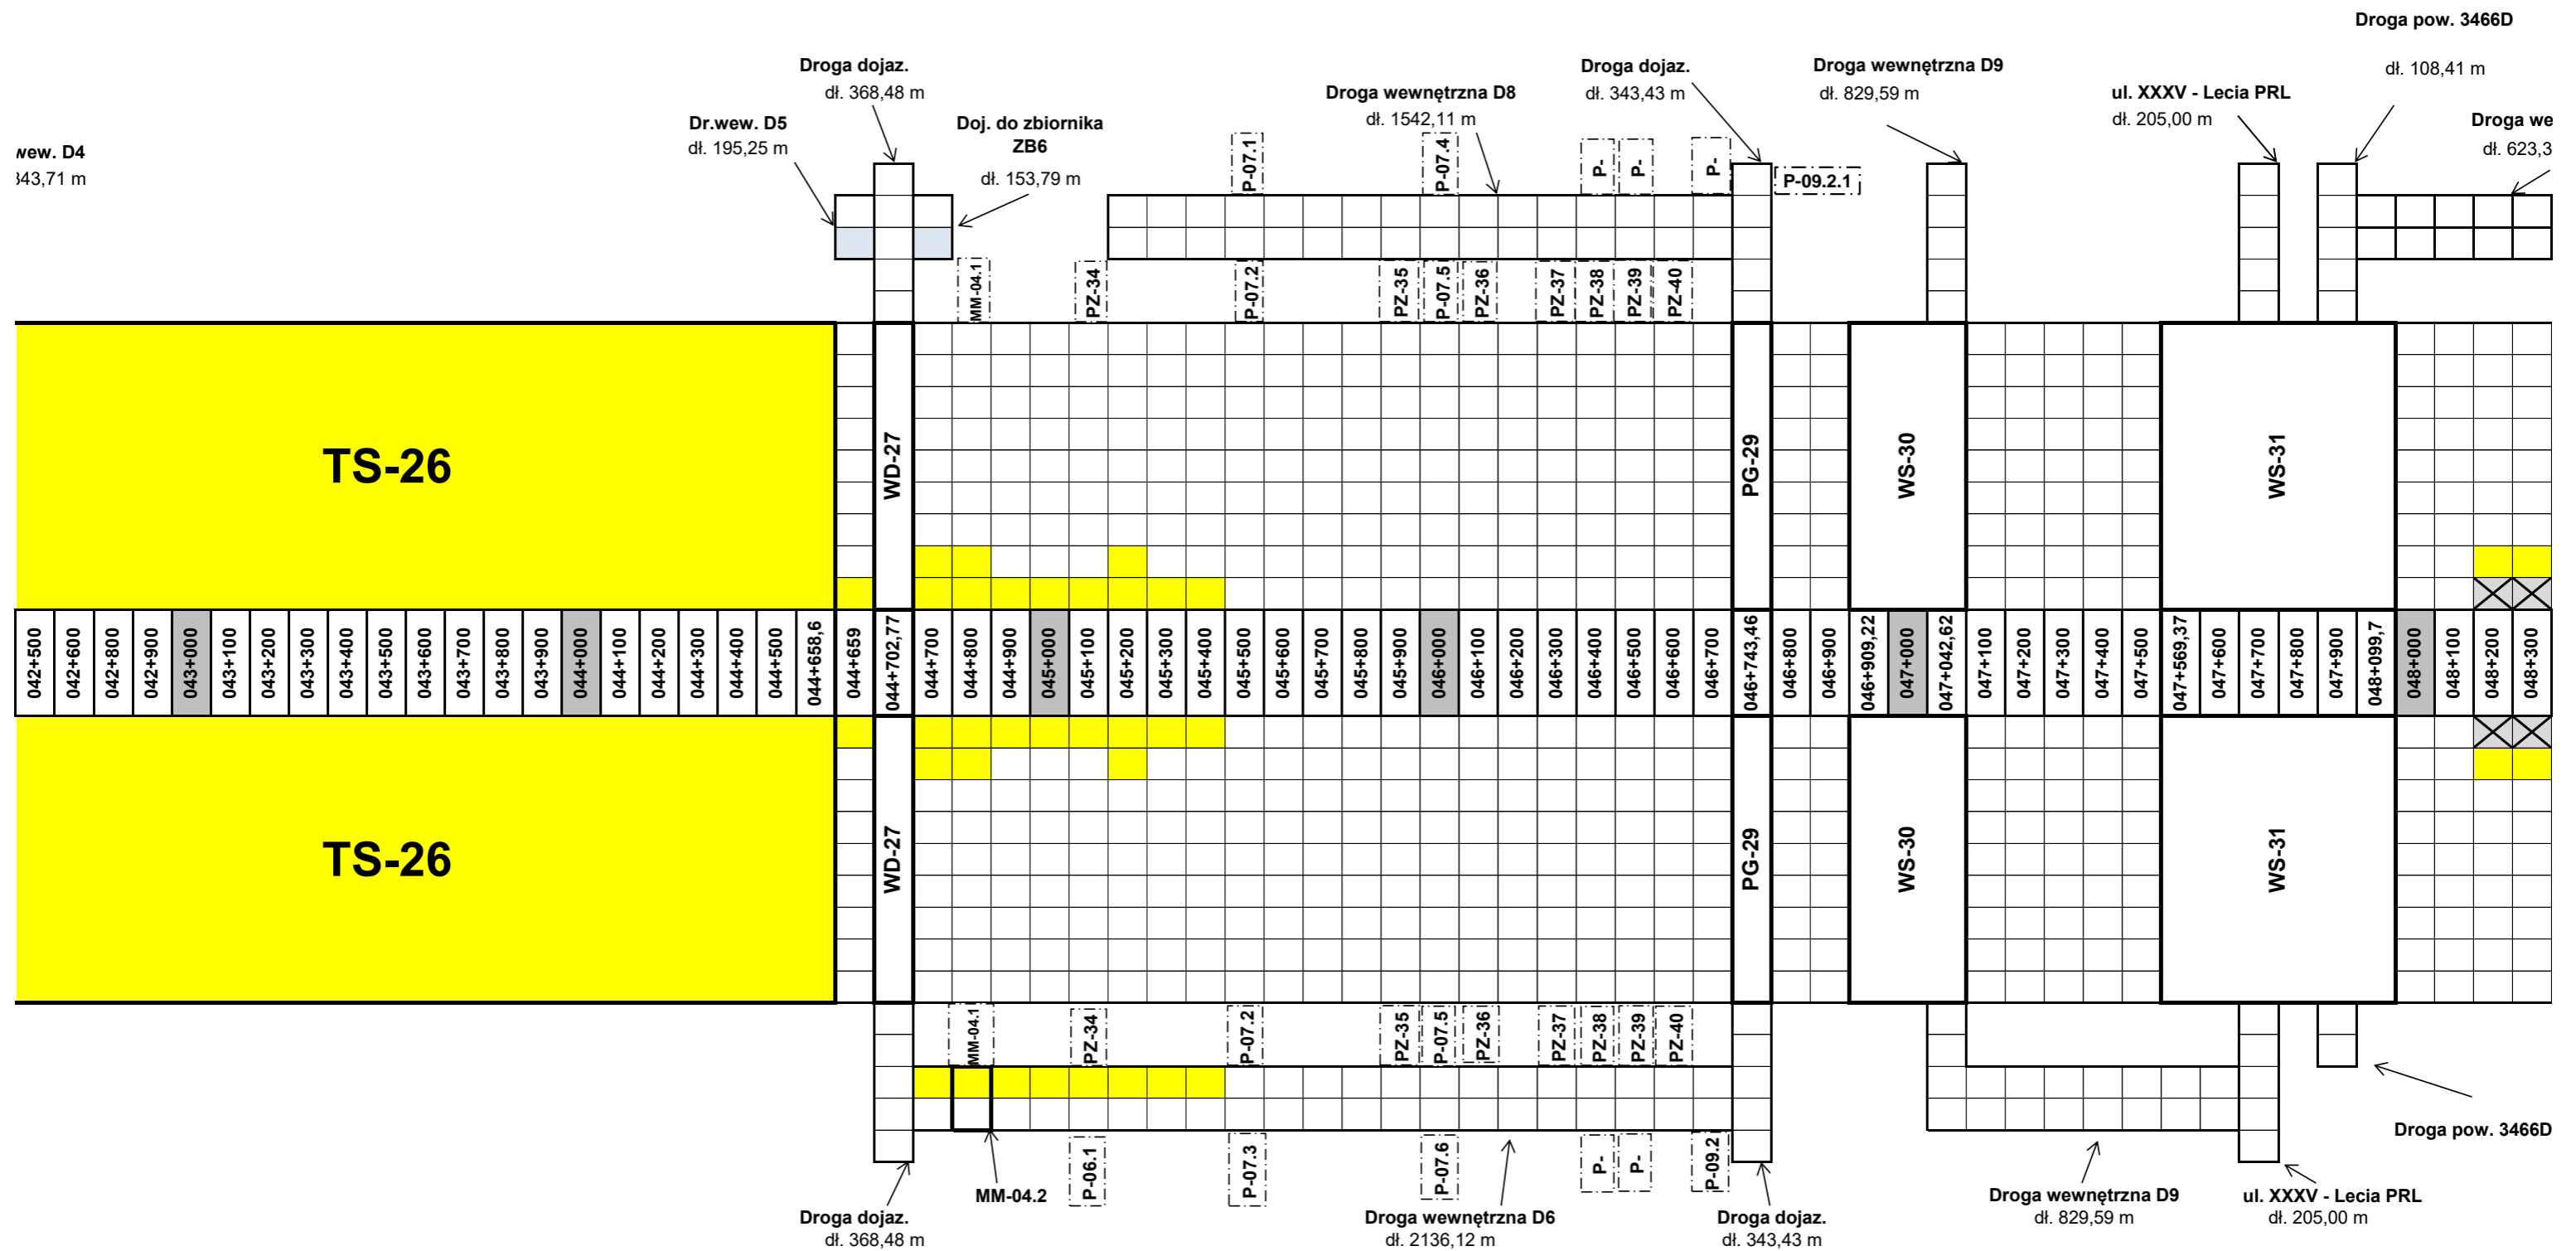 Droga pow. 3466D
dł. 108,41 m
Droga dojaz.
dł. 368,48 m
Droga dojaz.
dł. 343,43 m
Droga wewnętrzna D9
dł. 829,59 m
Droga wewnętrzna D8
dł. 1542,11 m
ul. XXXV - Lecia PRL
dł. 205,00 m
Dr.wew. D5
dł. 195,25 m
Doj. do zbiornika
ZB6
dł. 153,79 m
Droga we
dł. 623,3
wew. D4
343,71 m
P-07.1
P-07.4
P-
P-
P-
P-09.2.1
MM-04.1
PZ-34
P-07.2
PZ-35
P-07.5
PZ-36
PZ-37
PZ-38
PZ-39
PZ-40
TS-26
WD-27
PG-29
WS-30
WS-31
042+500
042+600
042+800
042+900
043+000
043+100
043+200
043+300
043+400
043+500
043+600
043+700
043+800
043+900
044+000
044+100
044+200
044+300
044+400
044+500
044+658,6
044+659
044+702,77
044+700
044+800
044+900
045+000
045+100
045+200
045+300
045+400
045+500
045+600
045+700
045+800
045+900
046+000
046+100
046+200
046+300
046+400
046+500
046+600
046+700
046+743,46
046+800
046+900
046+909,22
047+000
047+042,62
047+100
047+200
047+300
047+400
047+500
047+569,37
047+600
047+700
047+800
047+900
048+099,7
048+000
048+100
048+200
048+300
TS-26
WD-27
PG-29
WS-30
WS-31
MM-04.1
PZ-34
P-07.2
PZ-35
P-07.5
PZ-36
PZ-37
PZ-38
PZ-39
PZ-40
P-06.1
P-07.3
P-07.6
P-
P-
P-09.2
Droga pow. 3466D
MM-04.2
Droga wewnętrzna D9
dł. 829,59 m
ul. XXXV - Lecia PRL
dł. 205,00 m
Droga dojaz.
dł. 368,48 m
Droga wewnętrzna D6
dł. 2136,12 m
Droga dojaz.
dł. 343,43 m